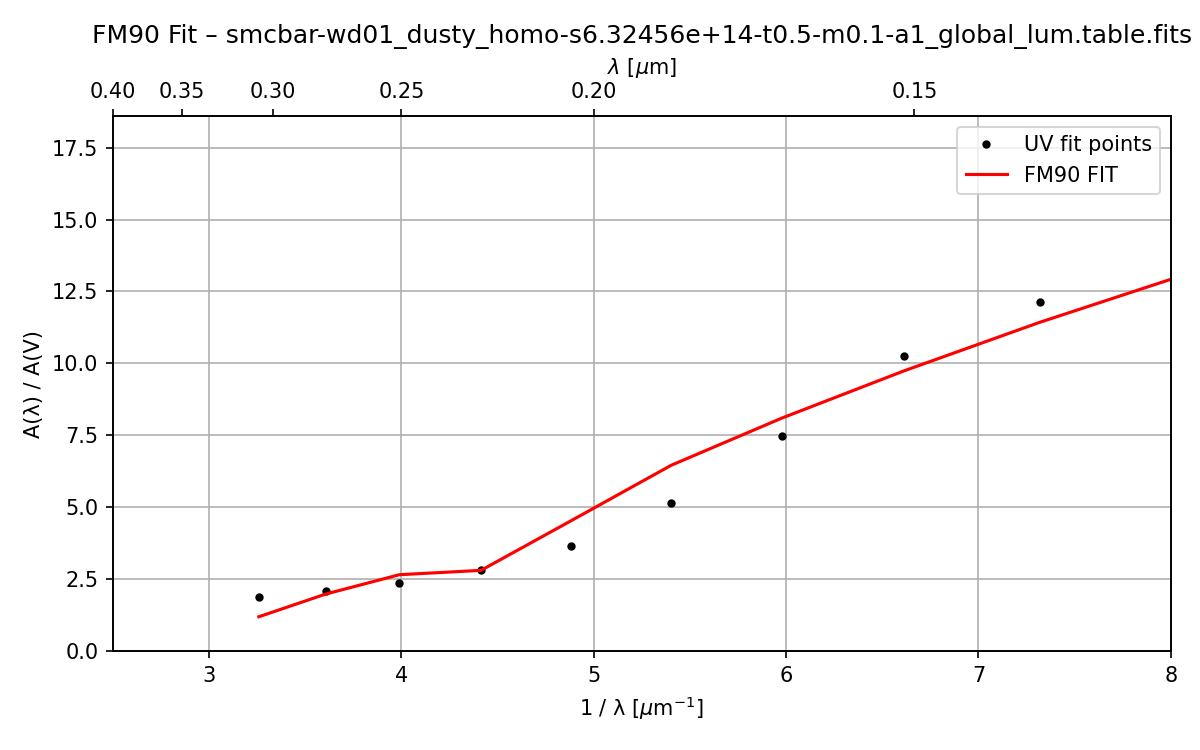 FM90 Fit – smcbar-wd01_dusty_homo-s6.32456e+14-t0.5-m0.1-a1_global_lum.table.fits
λ [μm]
0.40 0.35 0.30 0.25 0.20 0.15
UV fit points
FM90 FIT
17.5
15.0
12.5
10.0
7.5
5.0
2.5
0.0
A(λ) / A(V)
3 4 5 6 7 8
1 / λ [μm⁻¹]